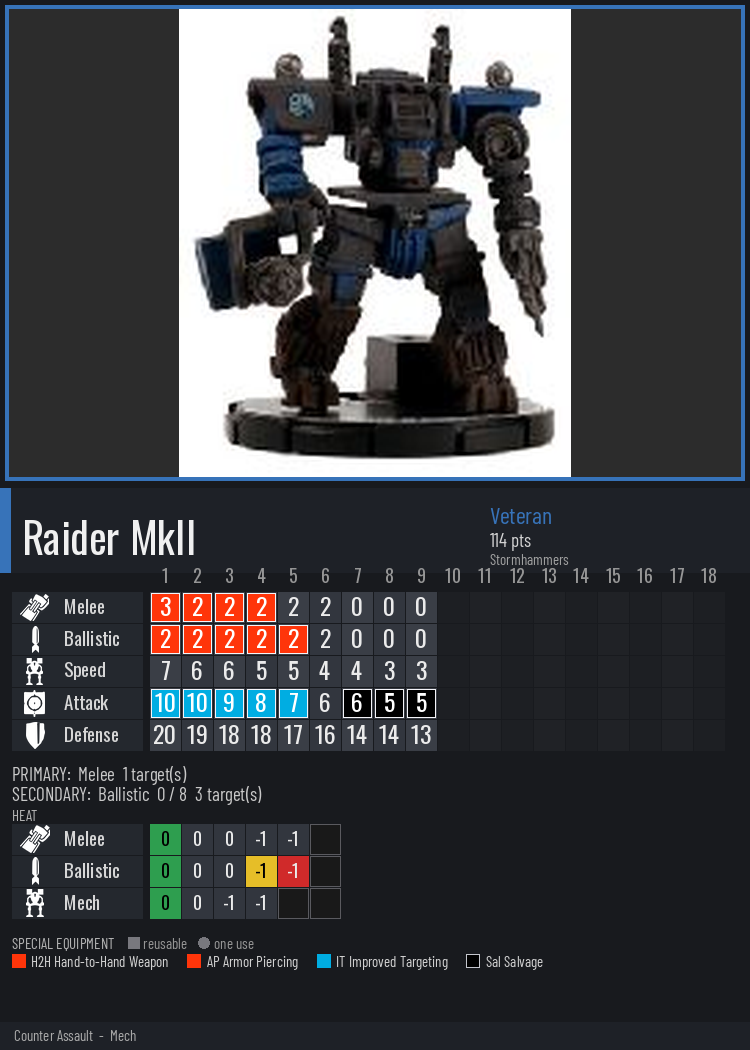 Raider MkII
Veteran
114 pts
Stormhammers
1 2 3 4 5 6 7 8 9 10 11 12 13 14 15 16 17 18
Melee 3 2 2 2 2 2 0 0 0
Ballistic 2 2 2 2 2 2 0 0 0
Speed 7 6 6 5 5 4 4 3 3
Attack 10 10 9 8 7 6 6 5 5
Defense 20 19 18 18 17 16 14 14 13
PRIMARY: Melee 1 target(s)
SECONDARY: Ballistic 0 / 8 3 target(s)
HEAT
Melee 0 0 0 -1 -1
Ballistic 0 0 0 -1 -1
Mech 0 0 -1 -1
SPECIAL EQUIPMENT reusable one use
H2H Hand-to-Hand Weapon AP Armor Piercing IT Improved Targeting Sal Salvage
Counter Assault - Mech